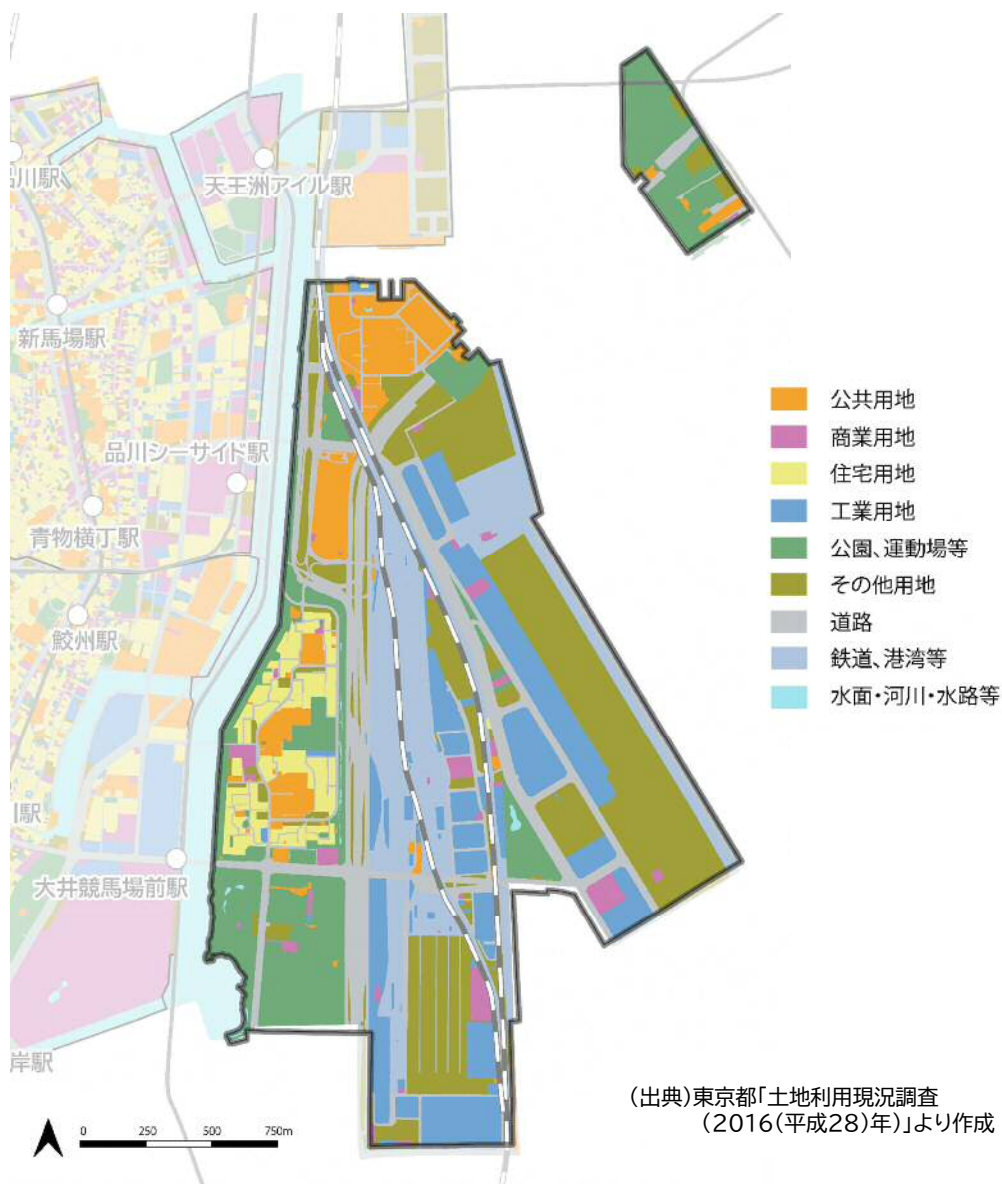 天王洲アイル駅
川駅
新馬場駅
品川シーサイド駅
青物横丁駅
鮫州駅
川駅
大井競馬場前駅
岸駅
公共用地
商業用地
住宅用地
工業用地
公園、運動場等
その他用地
道路
鉄道、港湾等
水面・河川・水路等
0 250 500 750m
(出典)東京都「土地利用現況調査
(2016(平成28)年)」より作成